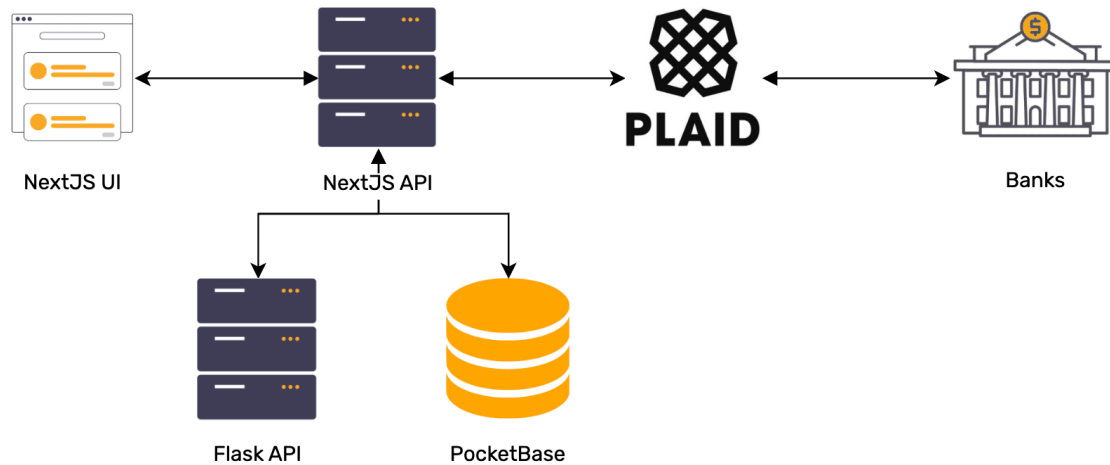 PLAID
NextJS UI
NextJS API
Banks
$
Flask API
PocketBase